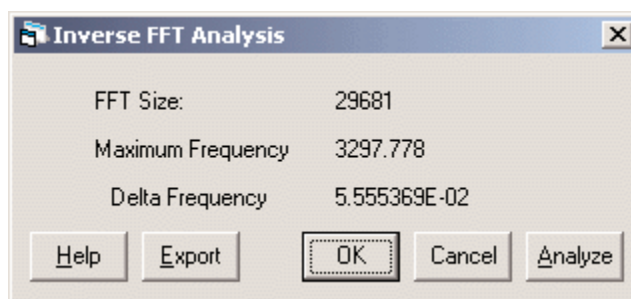 Inverse FFT Analysis
FFT Size: 29681
Maximum Frequency 3297.778
Delta Frequency 5.555369E-02
Help Export OK Cancel Analyze